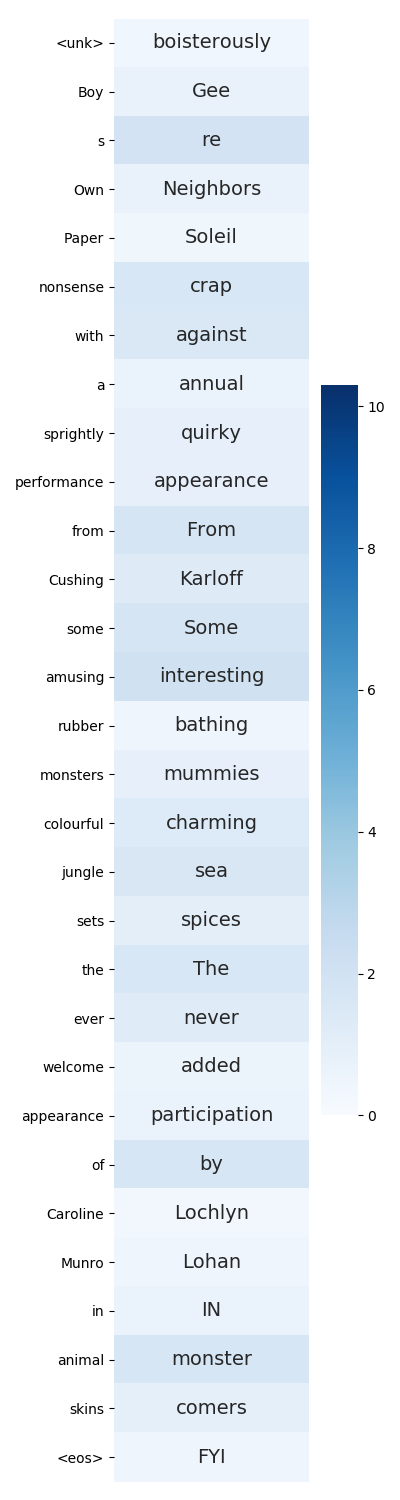 <unk> boisterously
Boy Gee
s re
Own Neighbors
Paper Soleil
nonsense crap
with against
a annual
sprightly quirky
performance appearance
from From
Cushing Karloff
some Some
amusing interesting
rubber bathing
monsters mummies
colourful charming
jungle sea
sets spices
the The
ever never
welcome added
appearance participation
of by
Caroline Lochlyn
Munro Lohan
in IN
animal monster
skins comers
<eos> FYI
10
8
6
4
2
0